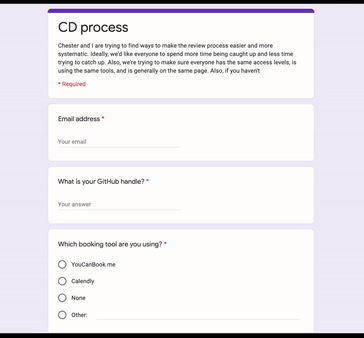 CD process
Chester and I are trying to find ways to make the review process easier and more
systematic. Ideally, we'd like everyone to spend more time being caught up and less time
trying to catch up. Also, we're trying to make sure everyone has the same access levels, is
using the same tools, and is generally on the same page. Also, if you haven't
* Required
Email address *
Your email
What is your GitHub handle? *
Your answer
Which booking tool are you using? *
YouCanBook.me
Calendly
None
Other: